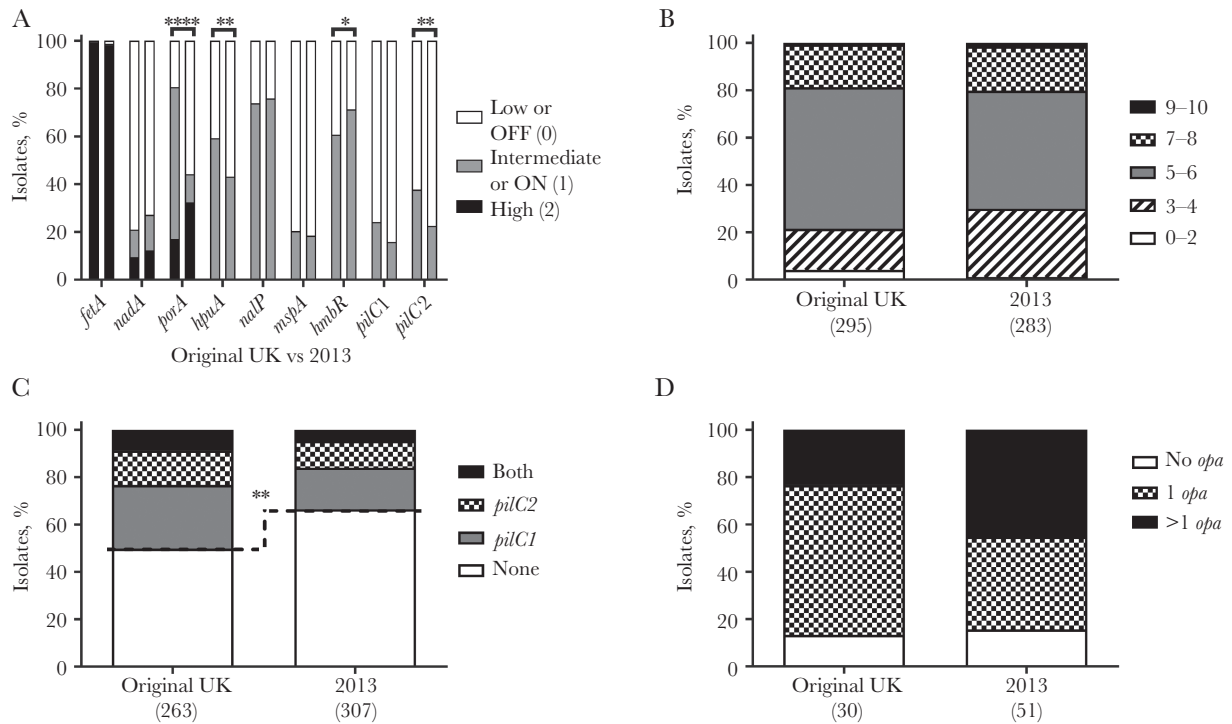 A
**** ** * **
100
80
60
40
20
0
Isolates, %
Low or
OFF (0)
Intermediate
or ON (1)
High (2)
fetA nadA porA hpuA nalP mspA hmbR pilC1 pilC2
Original UK vs 2013
B
100
80
60
40
20
0
Isolates, %
9–10
7–8
5–6
3–4
0–2
Original UK 2013
(295) (283)
C
100
80
60
40
20
0
Isolates, %
**
Both
pilC2
pilC1
None
Original UK 2013
(263) (307)
D
100
80
60
40
20
0
Isolates, %
No opa
1 opa
>1 opa
Original UK 2013
(30) (51)